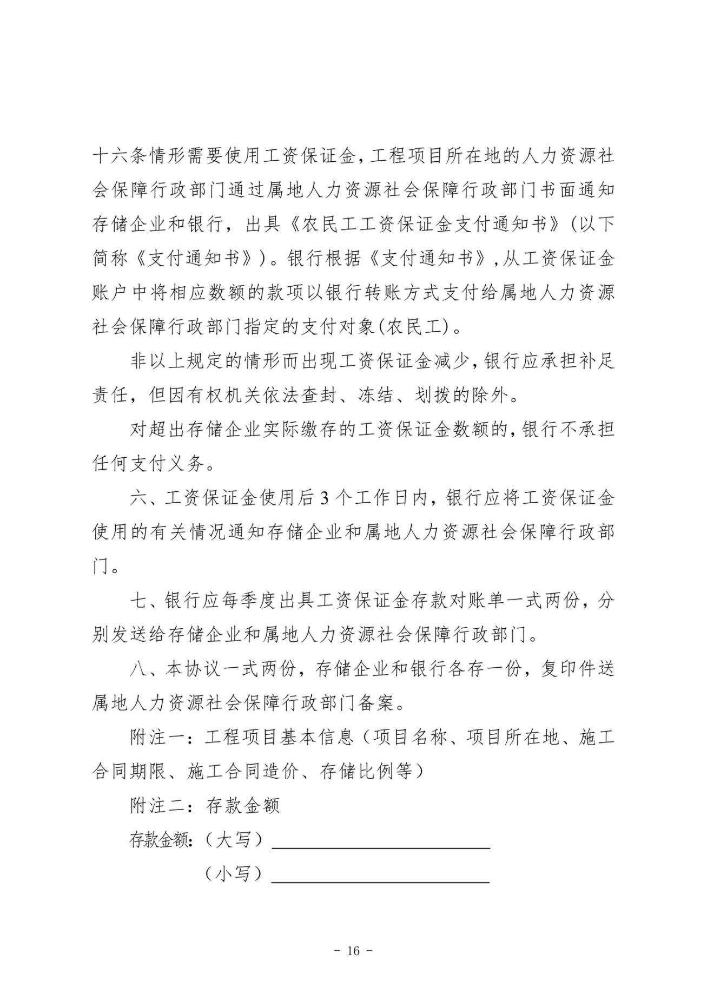 十六条情形需要使用工资保证金，工程项目所在地的人力资源社
会保障行政部门通过属地人力资源社会保障行政部门书面通知
存储企业和银行，出具《农民工工资保证金支付通知书》(以下
简称《支付通知书》)。银行根据《支付通知书》,从工资保证金
账户中将相应数额的款项以银行转账方式支付给属地人力资源
社会保障行政部门指定的支付对象(农民工)。
非以上规定的情形而出现工资保证金减少，银行应承担补足
责任，但因有权机关依法查封、冻结、划拨的除外。
对超出存储企业实际缴存的工资保证金数额的，银行不承担
任何支付义务。
六、工资保证金使用后 3 个工作日内，银行应将工资保证金
使用的有关情况通知存储企业和属地人力资源社会保障行政部
门。
七、银行应每季度出具工资保证金存款对账单一式两份，分
别发送给存储企业和属地人力资源社会保障行政部门。
八、本协议一式两份，存储企业和银行各存一份，复印件送
属地人力资源社会保障行政部门备案。
附注一：工程项目基本信息（项目名称、项目所在地、施工
合同期限、施工合同造价、存储比例等）
附注二：存款金额
存款金额：（大写）
（小写）
- 16 -